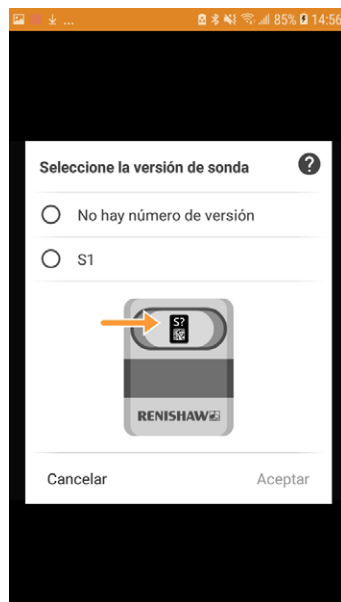 ... 85% 14:56
Seleccione la versión de sonda ?
No hay número de versión
S1
S?
RENISHAW
Cancelar Aceptar